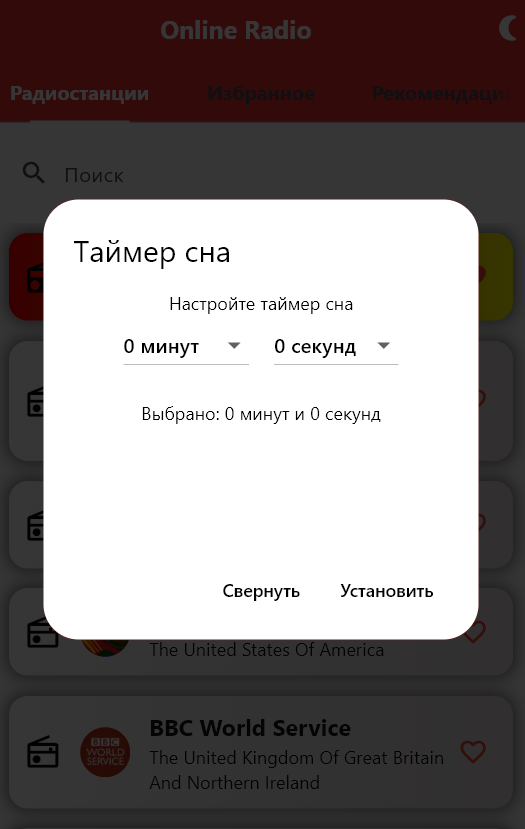 Online Radio
Радиостанции Избранное Рекомендаци
Поиск
Таймер сна
Настройте таймер сна
0 минут 0 секунд
Выбрано: 0 минут и 0 секунд
Свернуть Установить
The United States Of America
BBC World Service
BBC
WORLD
SERVICE
The United Kingdom Of Great Britain
And Northern Ireland